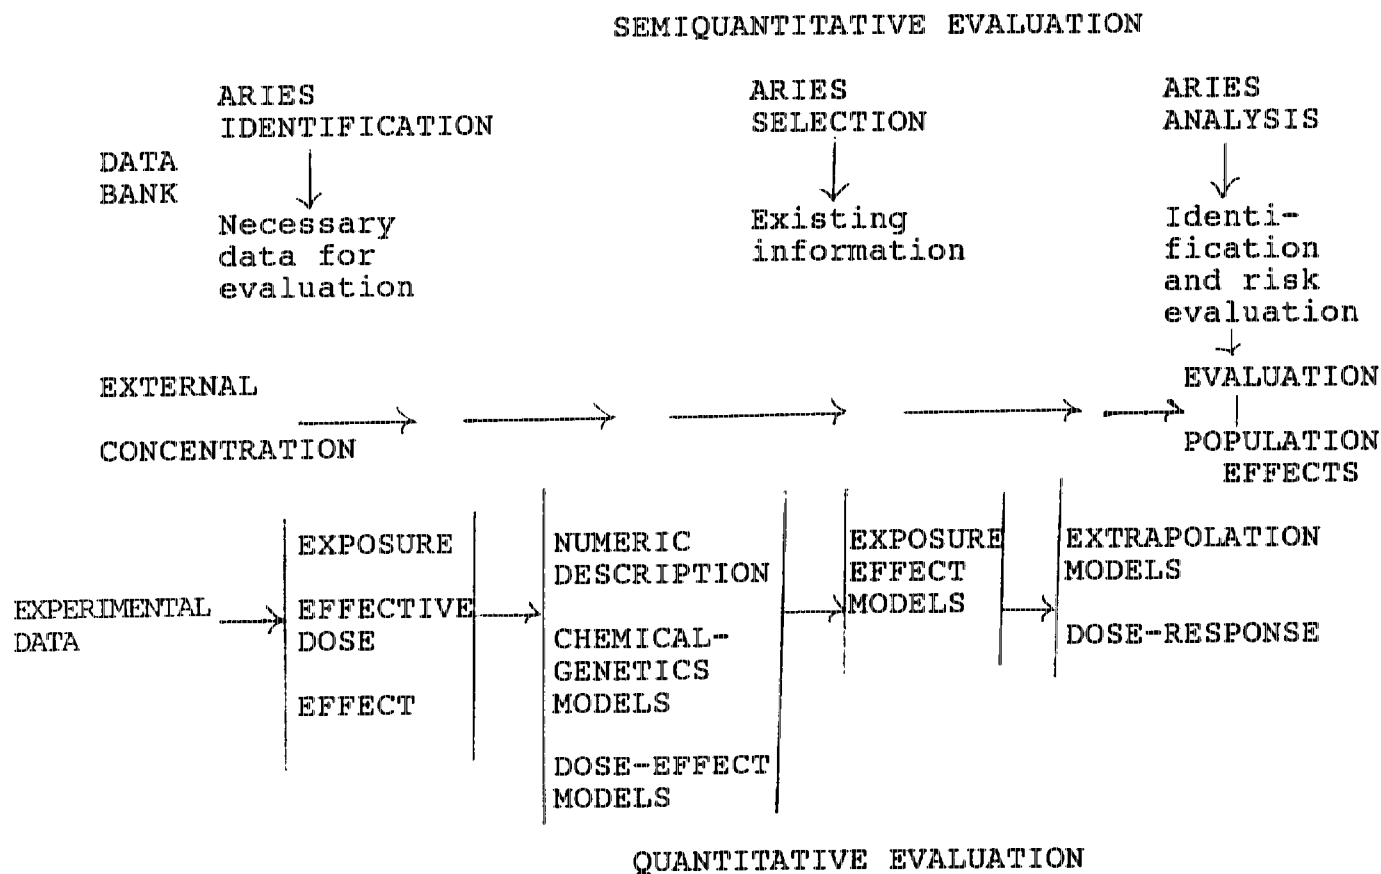 SEMIQUANTITATIVE EVALUATION
ARIES
IDENTIFICATION
ARIES
SELECTION
ARIES
ANALYSIS
DATA
BANK
Necessary
data for
evaluation
Existing
information
Identi-
fication
and risk
evaluation
EXTERNAL
CONCENTRATION
EVALUATION
POPULATION
EFFECTS
EXPERIMENTAL
DATA
EXPOSURE
EFFECTIVE
DOSE
EFFECT
NUMERIC
DESCRIPTION
CHEMICAL-
GENETICS
MODELS
DOSE-EFFECT
MODELS
EXPOSURE
EFFECT
MODELS
EXTRAPOLATION
MODELS
DOSE-RESPONSE
QUANTITATIVE EVALUATION